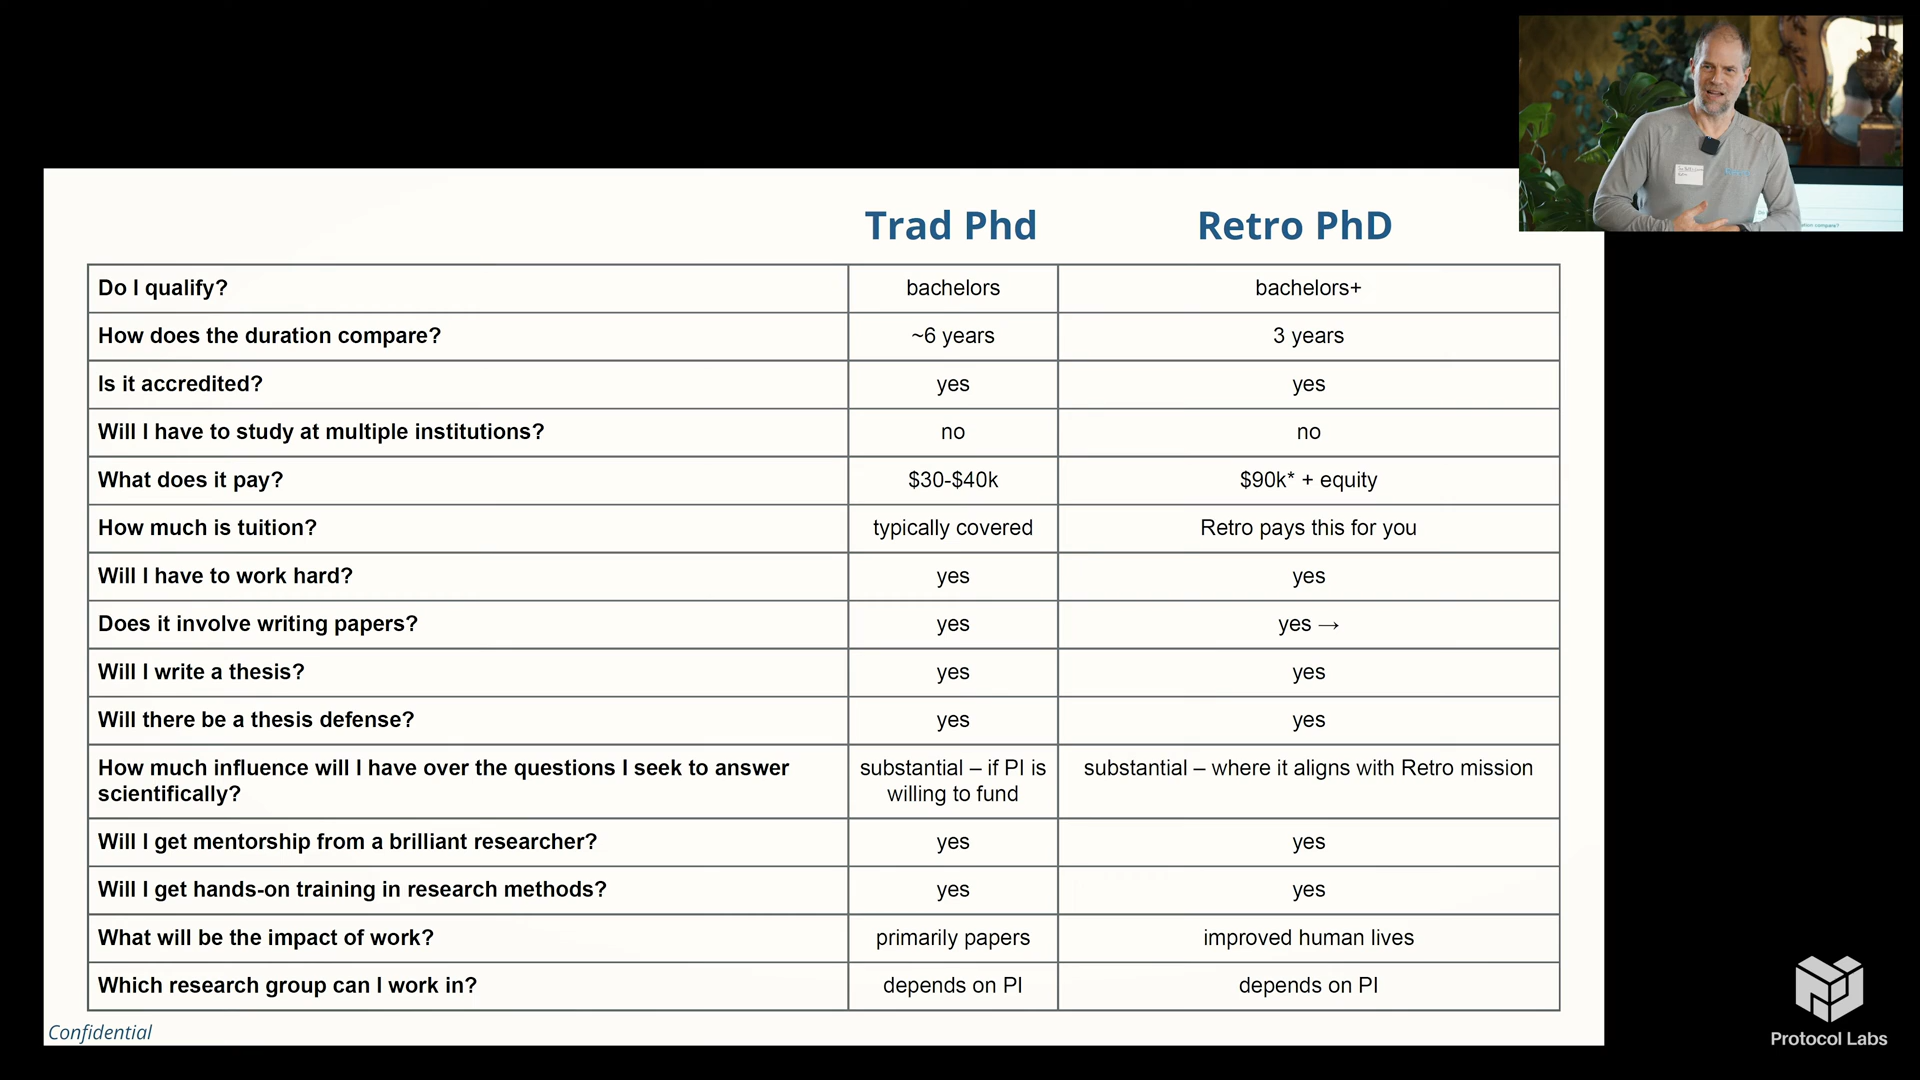 Trad Phd Retro PhD
Do I qualify? bachelors bachelors+
How does the duration compare? ~6 years 3 years
Is it accredited? yes yes
Will I have to study at multiple institutions? no no
What does it pay? $30-$40k $90k* + equity
How much is tuition? typically covered Retro pays this for you
Will I have to work hard? yes yes
Does it involve writing papers? yes yes →
Will I write a thesis? yes yes
Will there be a thesis defense? yes yes
How much influence will I have over the questions I seek to answer
scientifically?
substantial – if PI is
willing to fund
substantial – where it aligns with Retro mission
Will I get mentorship from a brilliant researcher? yes yes
Will I get hands-on training in research methods? yes yes
What will be the impact of work? primarily papers improved human lives
Which research group can I work in? depends on PI depends on PI
Confidential
Protocol Labs